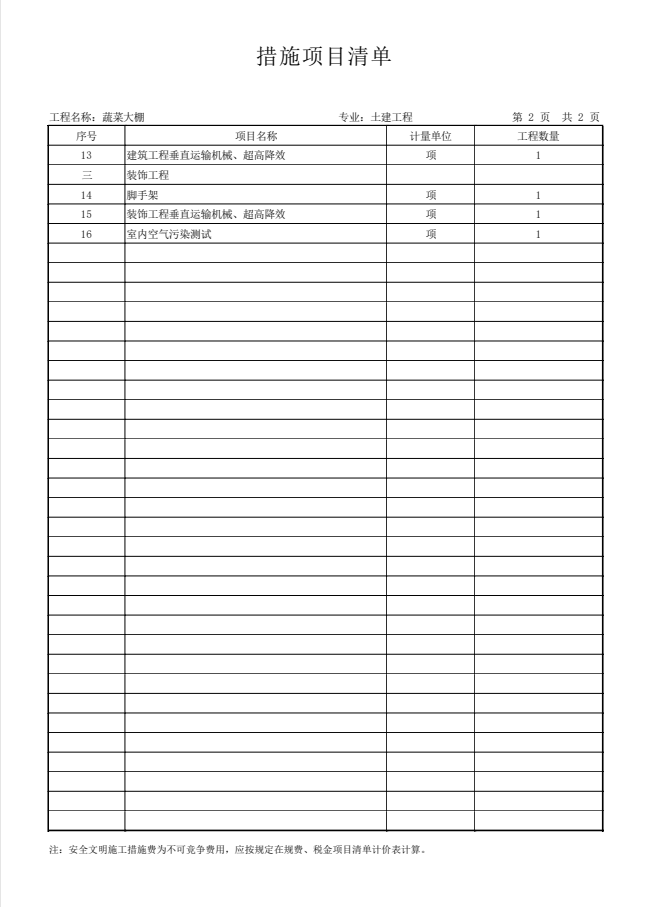 措施项目清单
工程名称：蔬菜大棚 专业：土建工程 第 2 页 共 2 页
序号 项目名称 计量单位 工程数量
13 建筑工程垂直运输机械、超高降效 项 1
三 装饰工程
14 脚手架 项 1
15 装饰工程垂直运输机械、超高降效 项 1
16 室内空气污染测试 项 1
注：安全文明施工措施费为不可竞争费用，应按规定在规费、税金项目清单计价表计算。